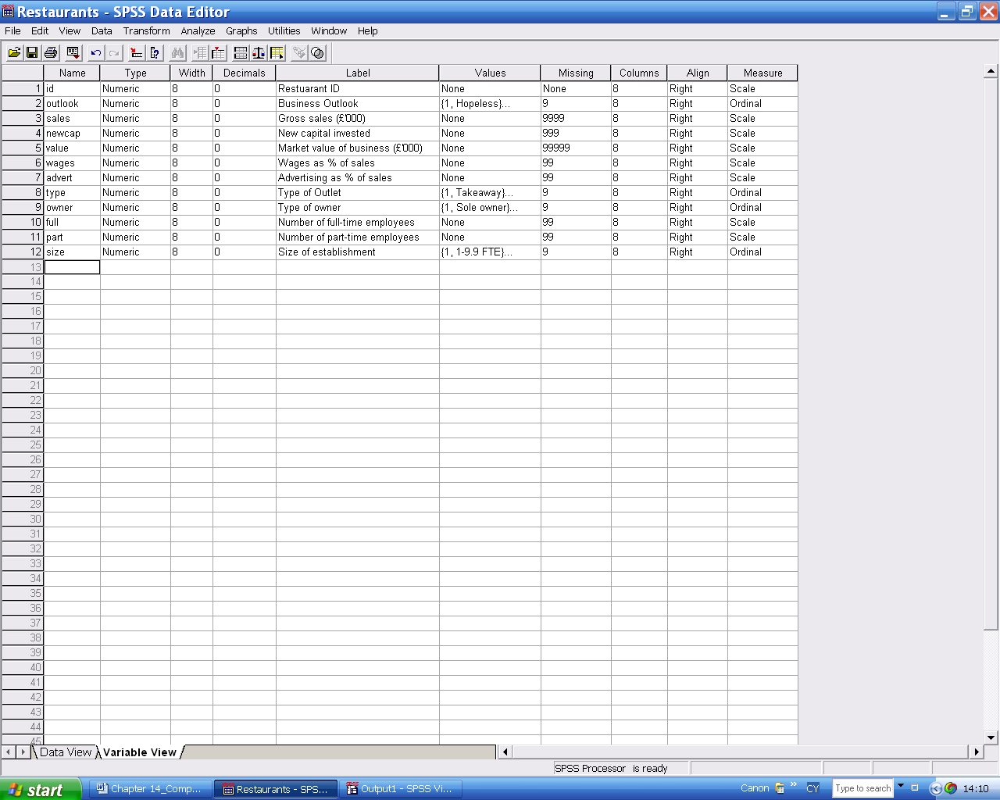 Restaurants - SPSS Data Editor
File Edit View Data Transform Analyze Graphs Utilities Window Help
Name Type Width Decimals Label Values Missing Columns Align Measure
1 id Numeric 8 0 Restuarant ID None None 8 Right Scale
2 outlook Numeric 8 0 Business Outlook {1, Hopeless}... 9 8 Right Ordinal
3 sales Numeric 8 0 Gross sales (£'000) None 9999 8 Right Scale
4 newcap Numeric 8 0 New capital invested None 999 8 Right Scale
5 value Numeric 8 0 Market value of business (£'000) None 99999 8 Right Scale
6 wages Numeric 8 0 Wages as % of sales None 99 8 Right Scale
7 advert Numeric 8 0 Advertising as % of sales None 99 8 Right Scale
8 type Numeric 8 0 Type of Outlet {1, Takeaway}... 9 8 Right Ordinal
9 owner Numeric 8 0 Type of owner {1, Sole owner}... 9 8 Right Ordinal
10 full Numeric 8 0 Number of full-time employees None 99 8 Right Scale
11 part Numeric 8 0 Number of part-time employees None 99 8 Right Scale
12 size Numeric 8 0 Size of establishment {1, 1-9.9 FTE}... 9 8 Right Ordinal
13
14
15
16
17
18
19
20
21
22
23
24
25
26
27
28
29
30
31
32
33
34
35
36
37
38
39
40
41
42
43
44
45
Data View Variable View
SPSS Processor is ready
start Chapter 14_Comp... Restaurants - SPS... Output1 - SPSS Vi... Canon » CY Type to search 14:10